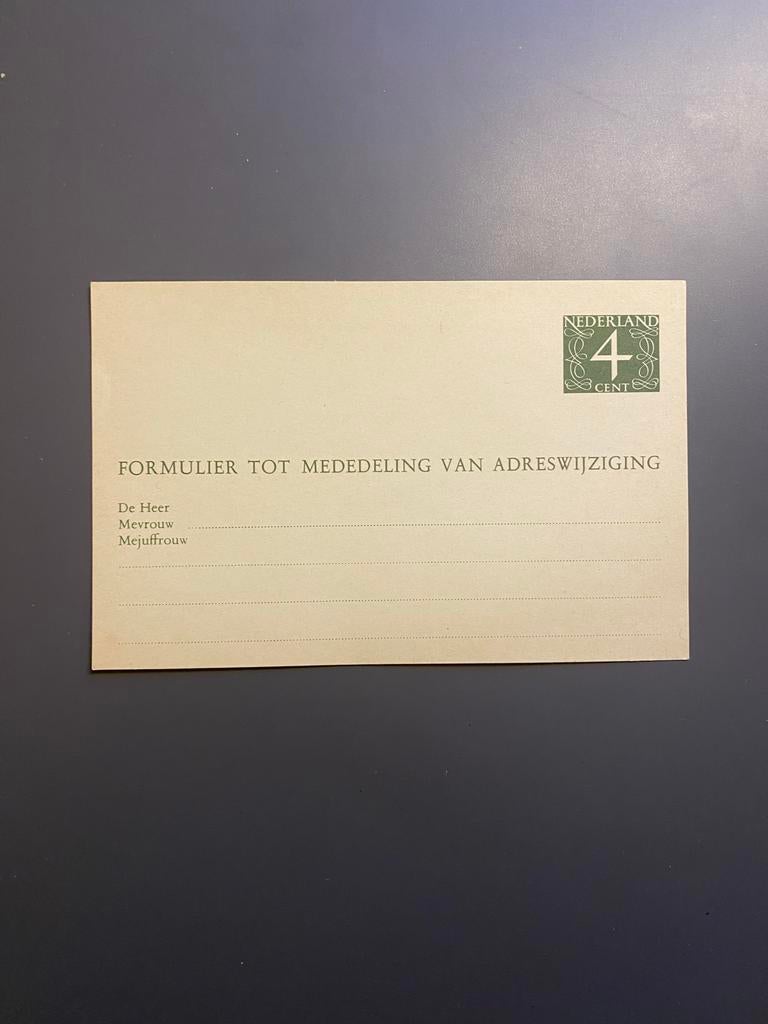 NEDERLAND
4
CENT
FORMULIER TOT MEDEDELING VAN ADRESWIJZIGING
De Heer
Mevrouw
Mejuffrouw